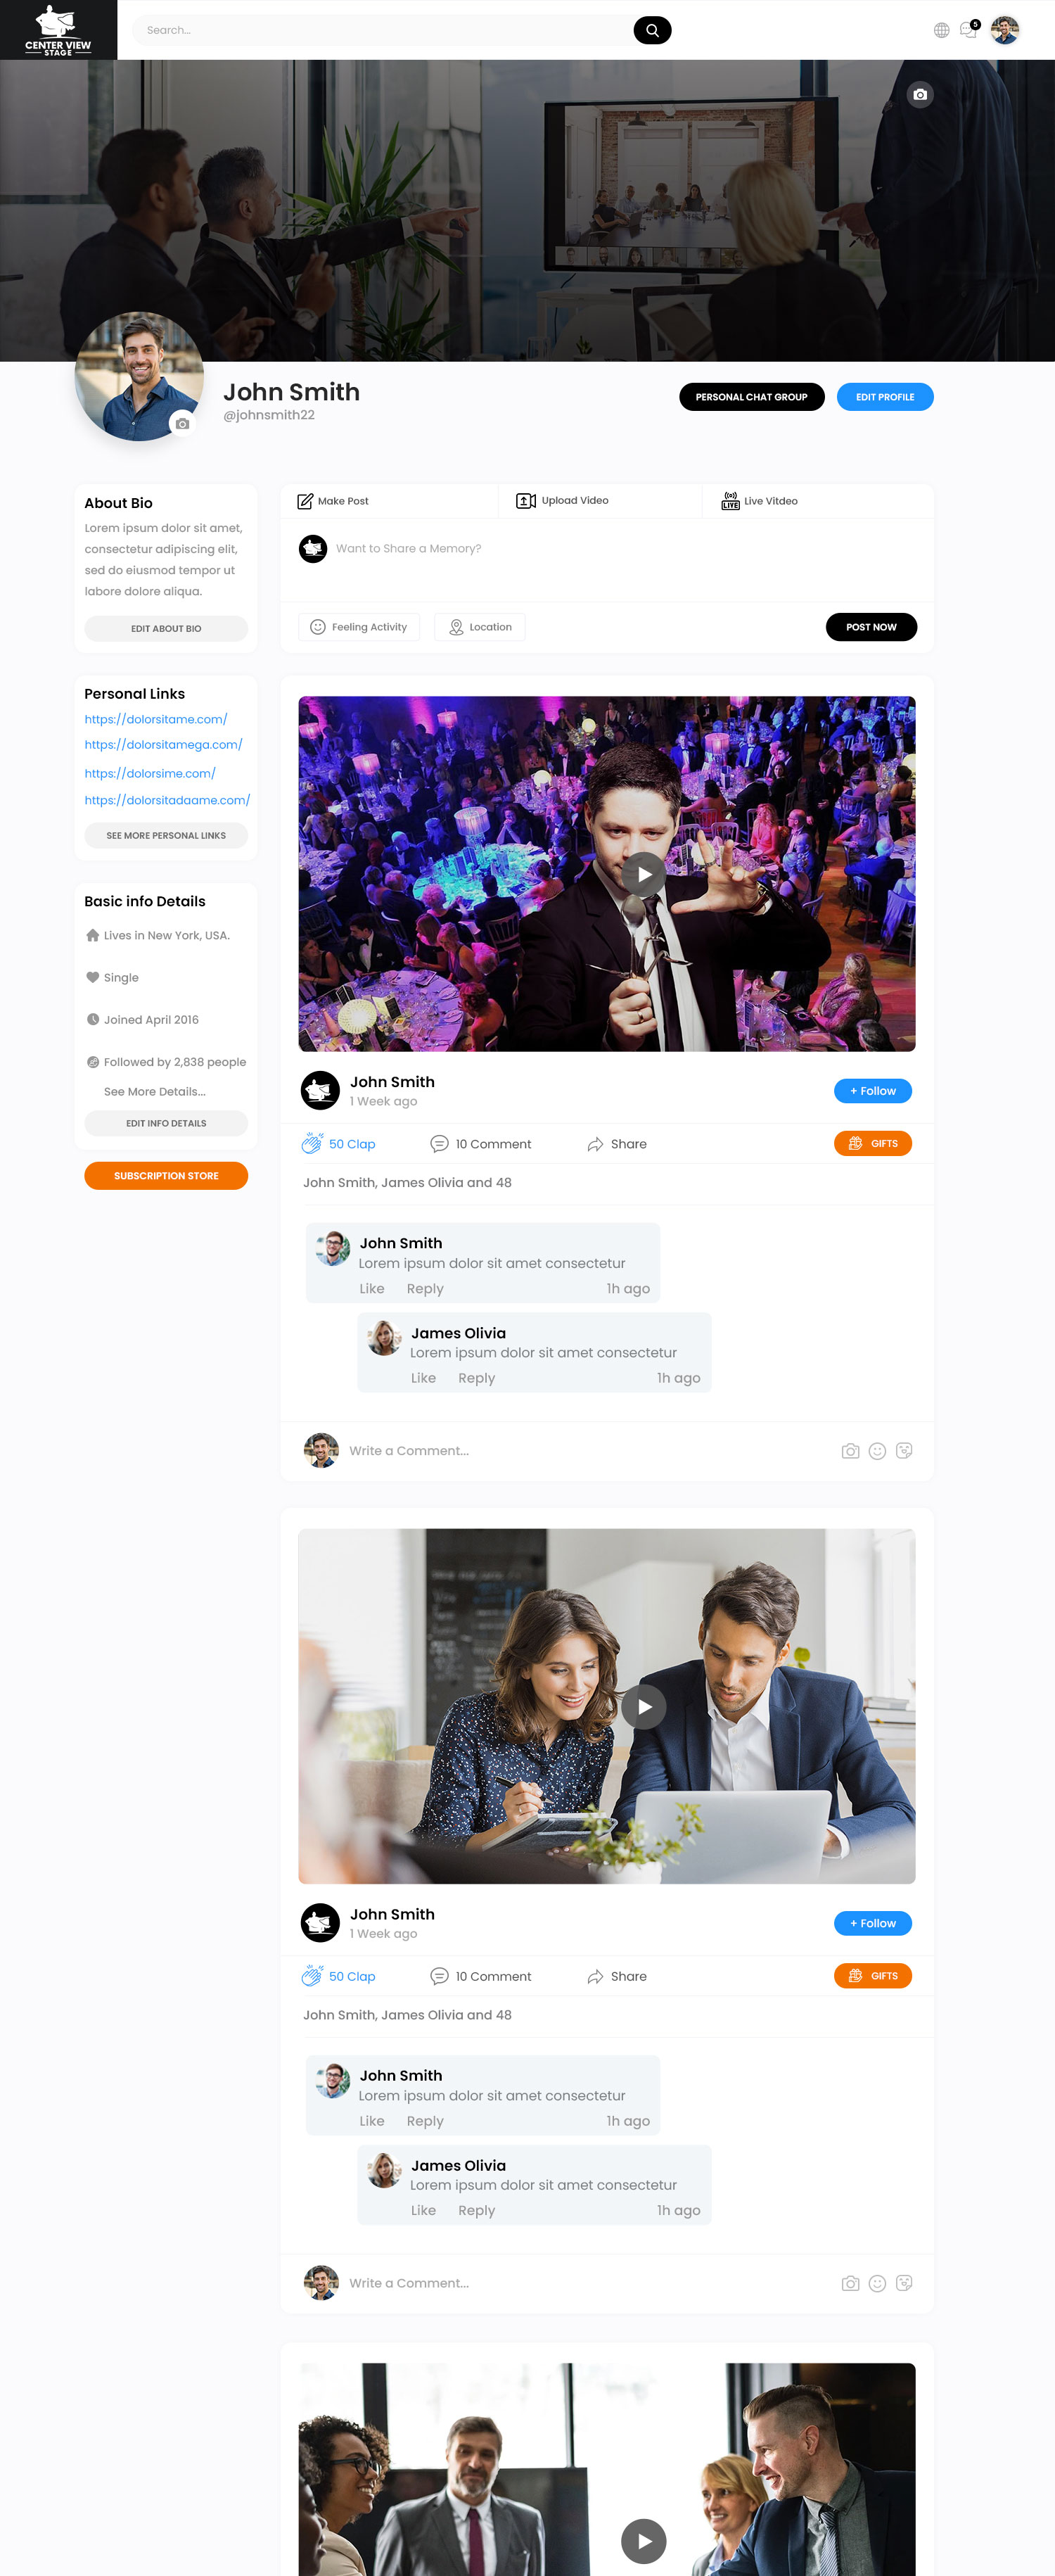 CENTER VIEW
STAGE
Search...
5
John Smith
@johnsmith22
PERSONAL CHAT GROUP
EDIT PROFILE
About Bio
Lorem ipsum dolor sit amet,
consectetur adipiscing elit,
sed do eiusmod tempor ut
labore dolore aliqua.
EDIT ABOUT BIO
Personal Links
https://dolorsitame.com/
https://dolorsitamega.com/
https://dolorsime.com/
https://dolorsitadaame.com/
SEE MORE PERSONAL LINKS
Basic info Details
Lives in New York, USA.
Single
Joined April 2016
Followed by 2,838 people
See More Details...
EDIT INFO DETAILS
SUBSCRIPTION STORE
Make Post
Upload Video
LIVE
Live Vitdeo
Want to Share a Memory?
Feeling Activity
Location
POST NOW
John Smith
1 Week ago
+ Follow
50 Clap
10 Comment
Share
GIFTS
John Smith, James Olivia and 48
John Smith
Lorem ipsum dolor sit amet consectetur
Like Reply 1h ago
James Olivia
Lorem ipsum dolor sit amet consectetur
Like Reply 1h ago
Write a Comment...
John Smith
1 Week ago
+ Follow
50 Clap
10 Comment
Share
GIFTS
John Smith, James Olivia and 48
John Smith
Lorem ipsum dolor sit amet consectetur
Like Reply 1h ago
James Olivia
Lorem ipsum dolor sit amet consectetur
Like Reply 1h ago
Write a Comment...